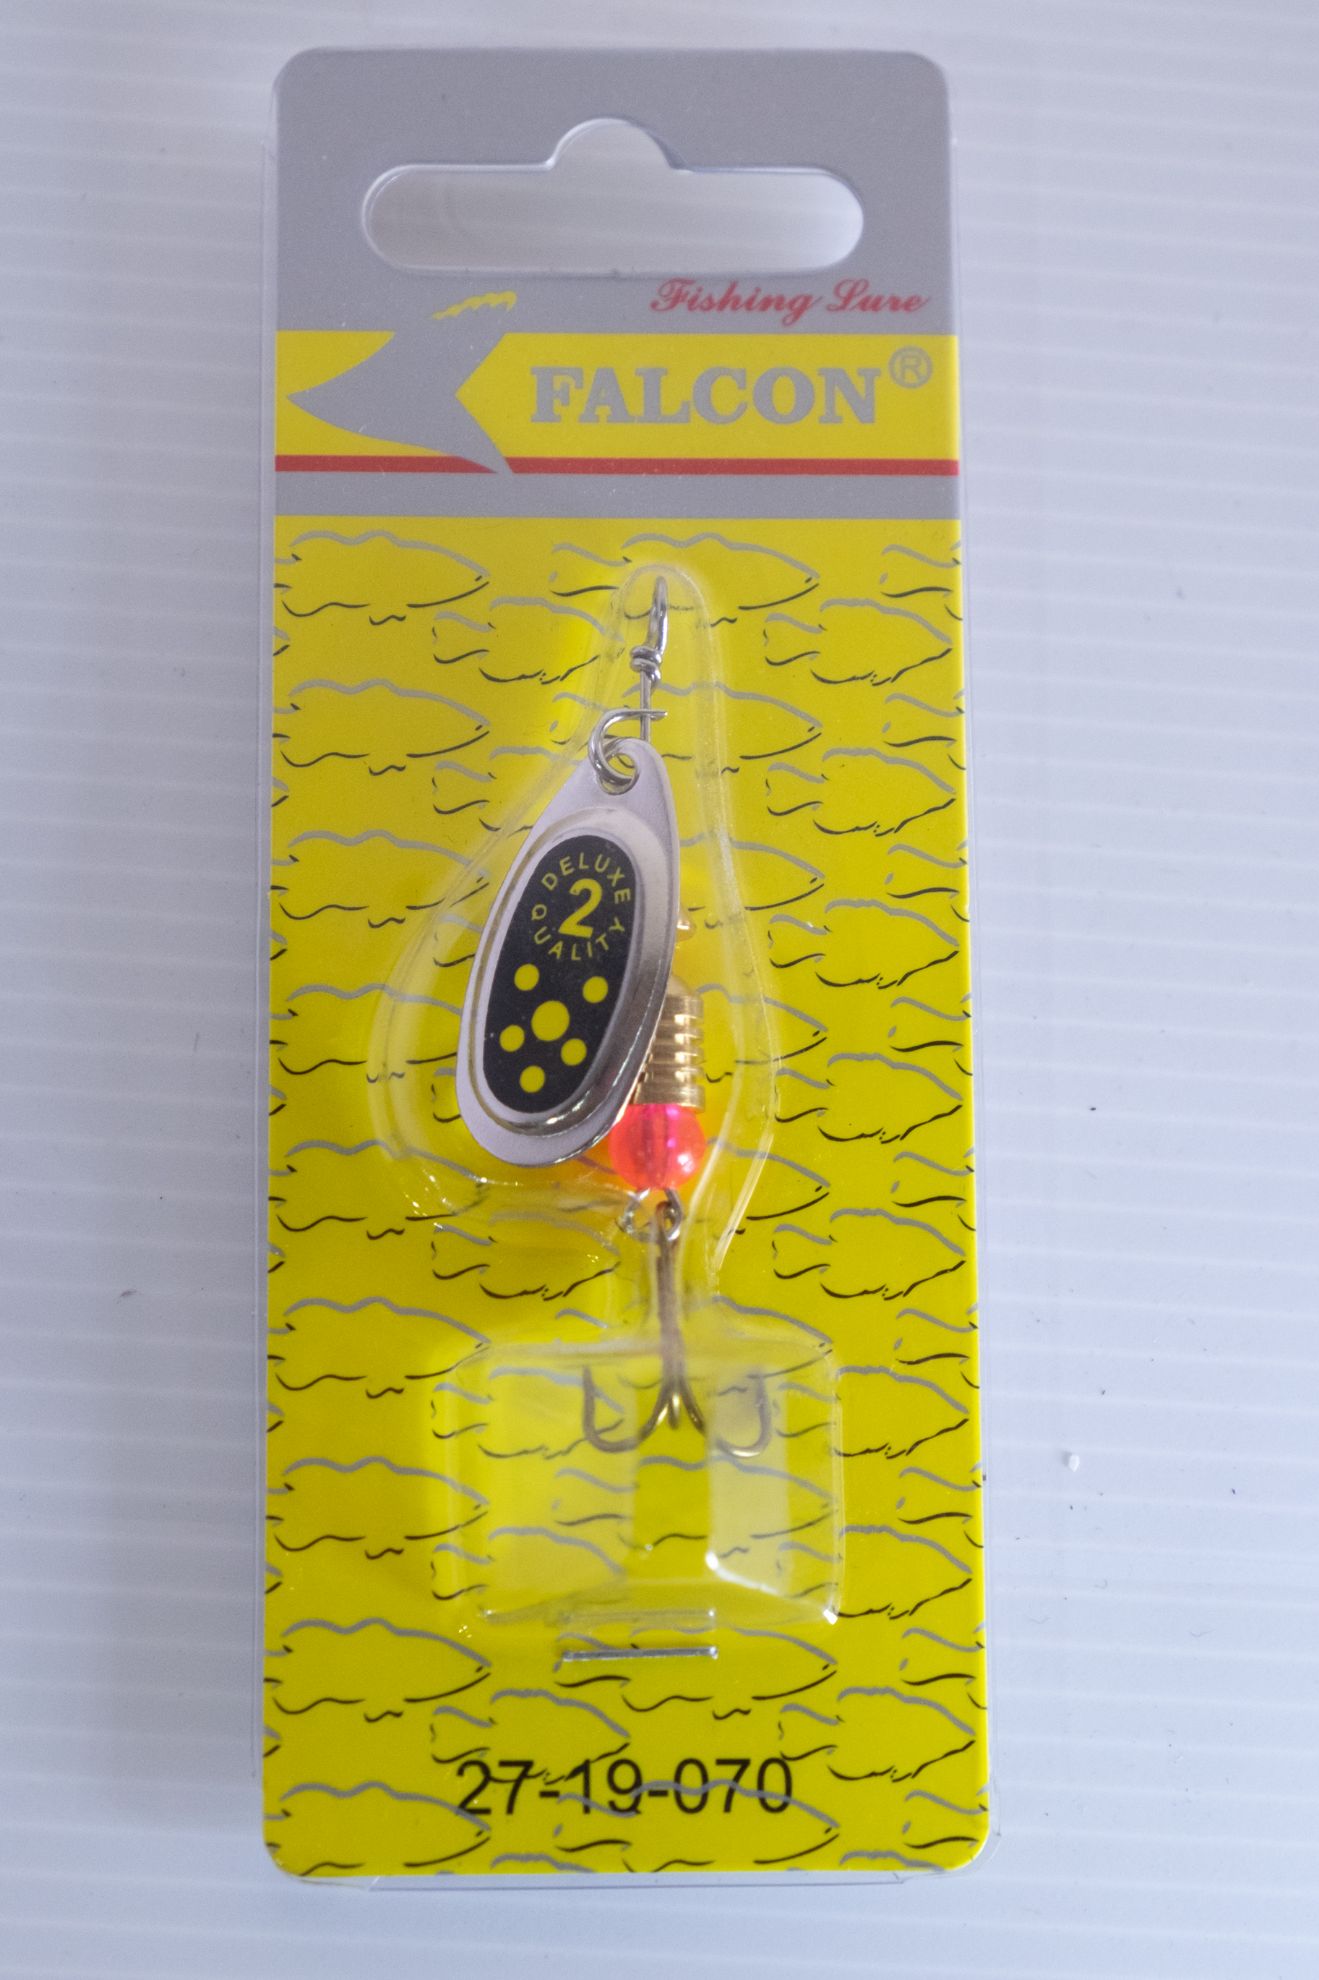 Fishing Lure
FALCON®
DELUXE
2
QUALITY
27-19-070